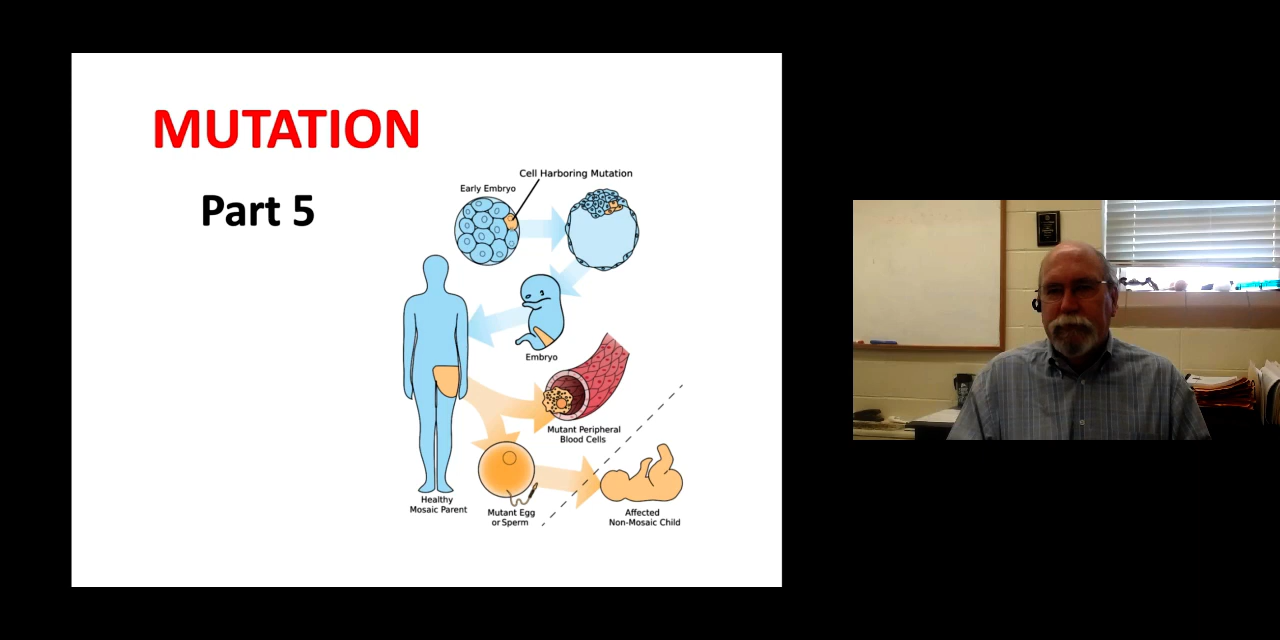 MUTATION
Part 5
Cell Harboring Mutation
Early Embryo
Embryo
Mutant Peripheral
Blood Cells
Healthy
Mosaic Parent
Mutant Egg
or Sperm
Affected
Non-Mosaic Child